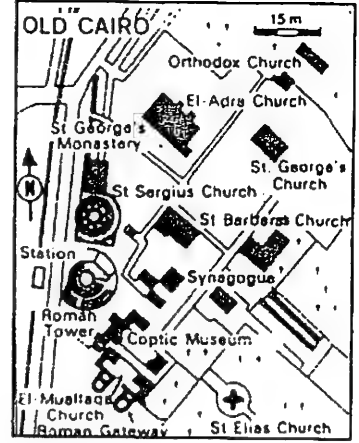 OLD CAIRO
15 m
Orthodox Church
El-Adra Church
St George's
Monastery
St. George's
Church
St Sergius Church
St Barbaras Church
Station
Synagogue
Roman
Tower
Coptic Museum
El-Muallaqa
Church
Roman Gateway
St Elias Church
N